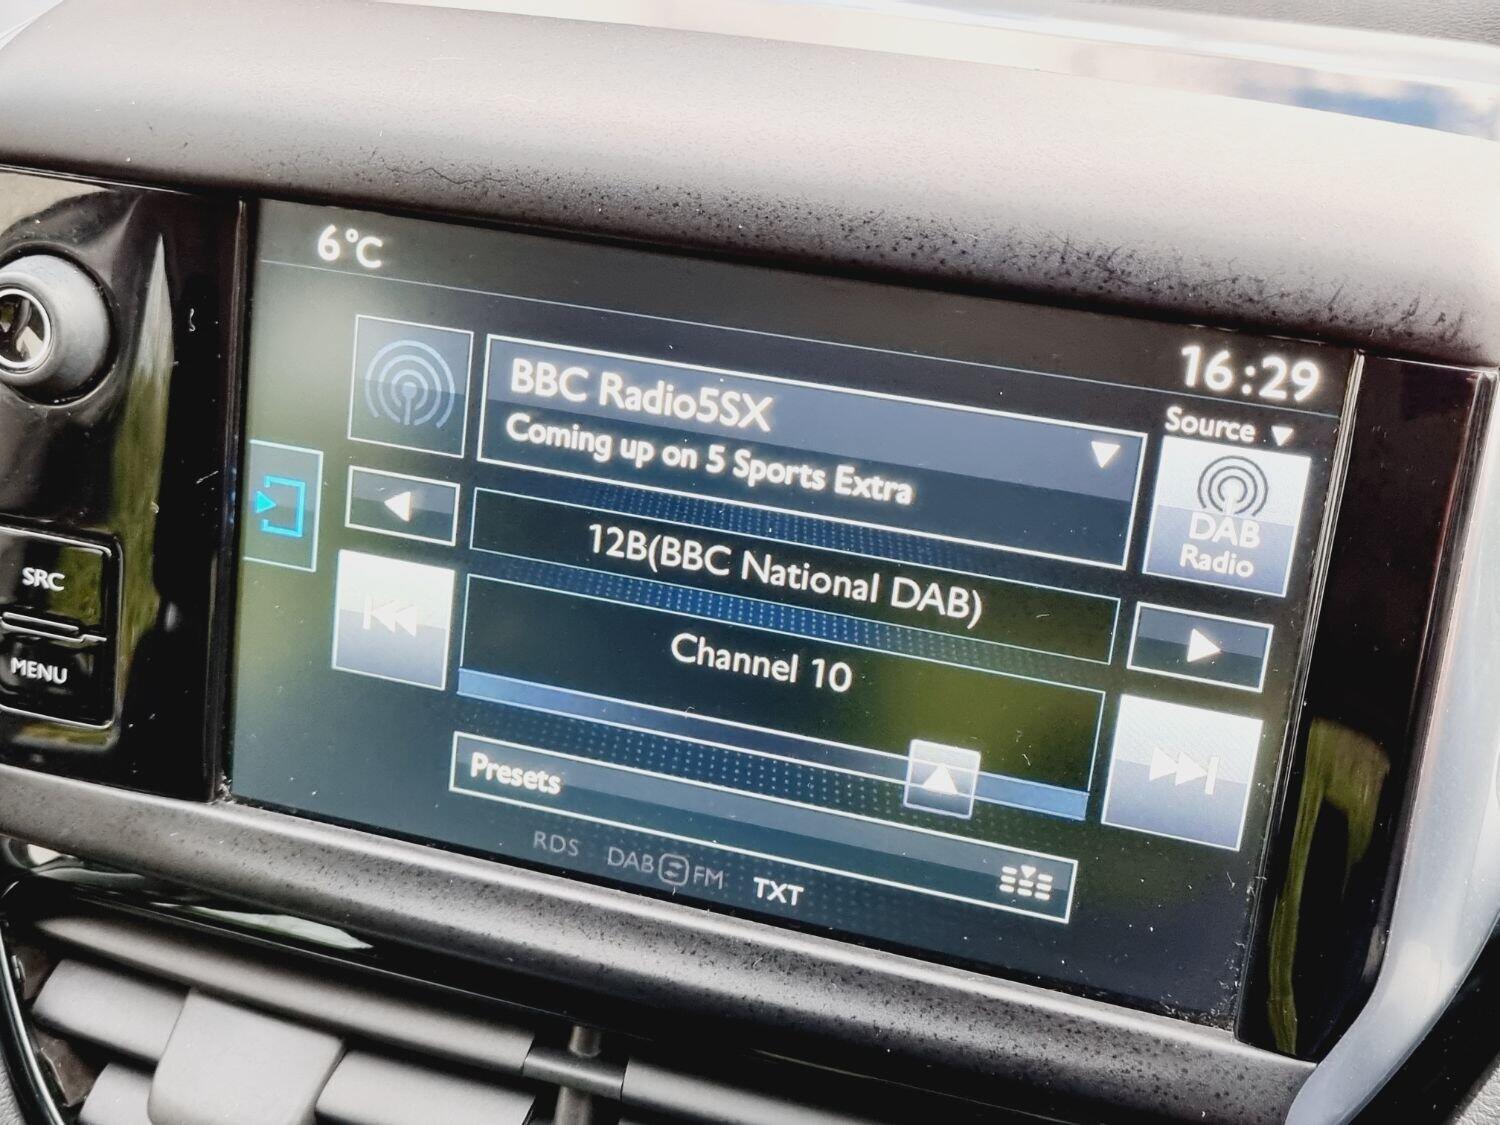 6°C
16:29
BBC Radio5SX
Source
Coming up on 5 Sports Extra
DAB
Radio
12B(BBC National DAB)
SRC
Channel 10
MENU
Presets
RDS DAB FM TXT